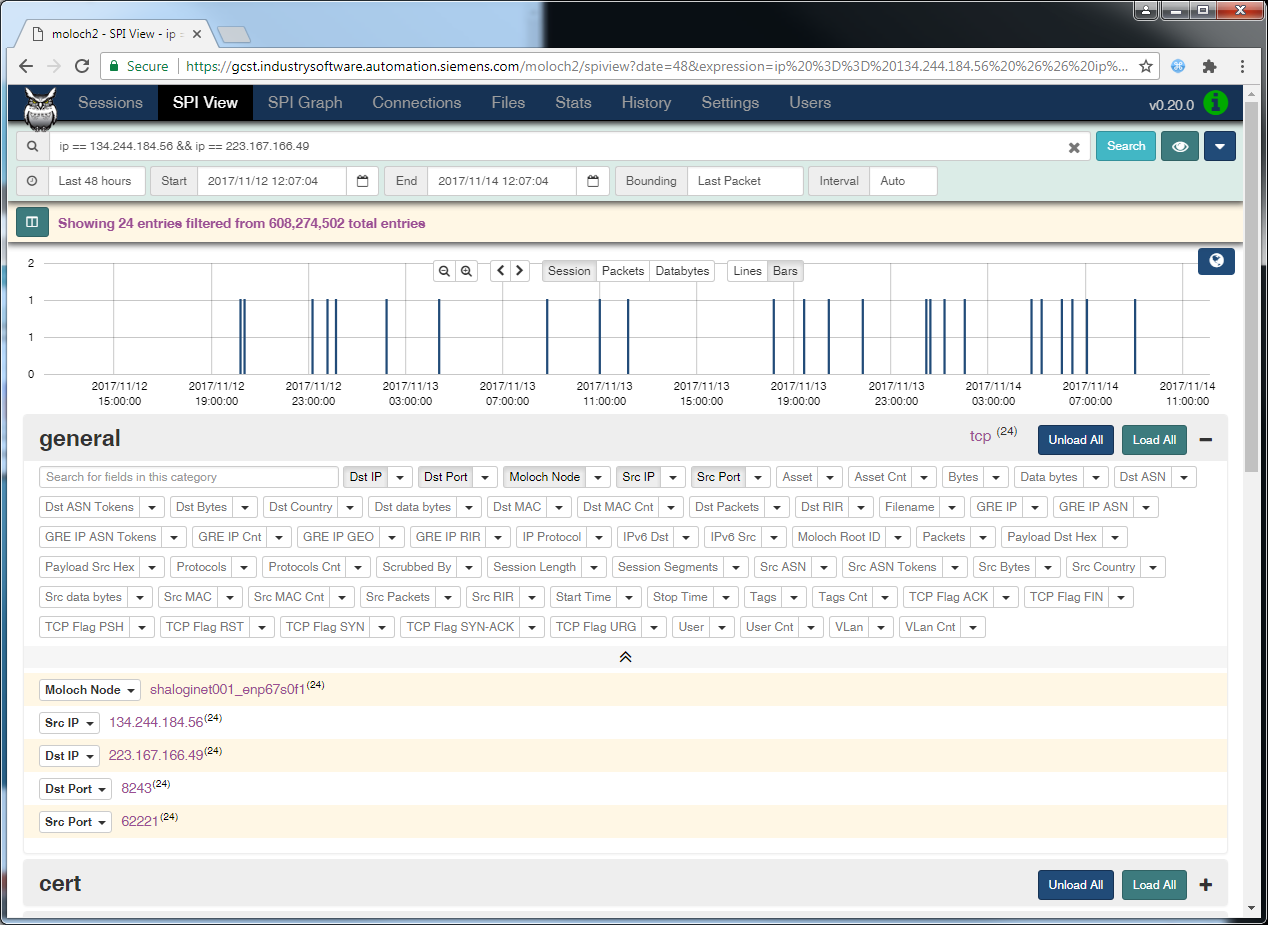 moloch2 - SPI View - ip =
Secure https://gcst.industrysoftware.automation.siemens.com/moloch2/spiview?date=48&expression=ip%20%3D%3D%20134.244.184.56%20%26%26%20ip%...
Sessions SPI View SPI Graph Connections Files Stats History Settings Users v0.20.0
ip == 134.244.184.56 && ip == 223.167.166.49 Search
Last 48 hours Start 2017/11/12 12:07:04 End 2017/11/14 12:07:04 Bounding Last Packet Interval Auto
Showing 24 entries filtered from 608,274,502 total entries
Session Packets Databytes Lines Bars
2
1
1
0
2017/11/12 2017/11/12 2017/11/12 2017/11/13 2017/11/13 2017/11/13 2017/11/13 2017/11/13 2017/11/13 2017/11/14 2017/11/14 2017/11/14
15:00:00 19:00:00 23:00:00 03:00:00 07:00:00 11:00:00 15:00:00 19:00:00 23:00:00 03:00:00 07:00:00 11:00:00
general tcp (24) Unload All Load All
Search for fields in this category Dst IP Dst Port Moloch Node Src IP Src Port Asset Asset Cnt Bytes Data bytes Dst ASN
Dst ASN Tokens Dst Bytes Dst Country Dst data bytes Dst MAC Dst MAC Cnt Dst Packets Dst RIR Filename GRE IP GRE IP ASN
GRE IP ASN Tokens GRE IP Cnt GRE IP GEO GRE IP RIR IP Protocol IPv6 Dst IPv6 Src Moloch Root ID Packets Payload Dst Hex
Payload Src Hex Protocols Protocols Cnt Scrubbed By Session Length Session Segments Src ASN Src ASN Tokens Src Bytes Src Country
Src data bytes Src MAC Src MAC Cnt Src Packets Src RIR Start Time Stop Time Tags Tags Cnt TCP Flag ACK TCP Flag FIN
TCP Flag PSH TCP Flag RST TCP Flag SYN TCP Flag SYN-ACK TCP Flag URG User User Cnt VLan VLan Cnt
Moloch Node shaloginet001_enp67s0f1(24)
Src IP 134.244.184.56(24)
Dst IP 223.167.166.49(24)
Dst Port 8243(24)
Src Port 62221(24)
cert Unload All Load All